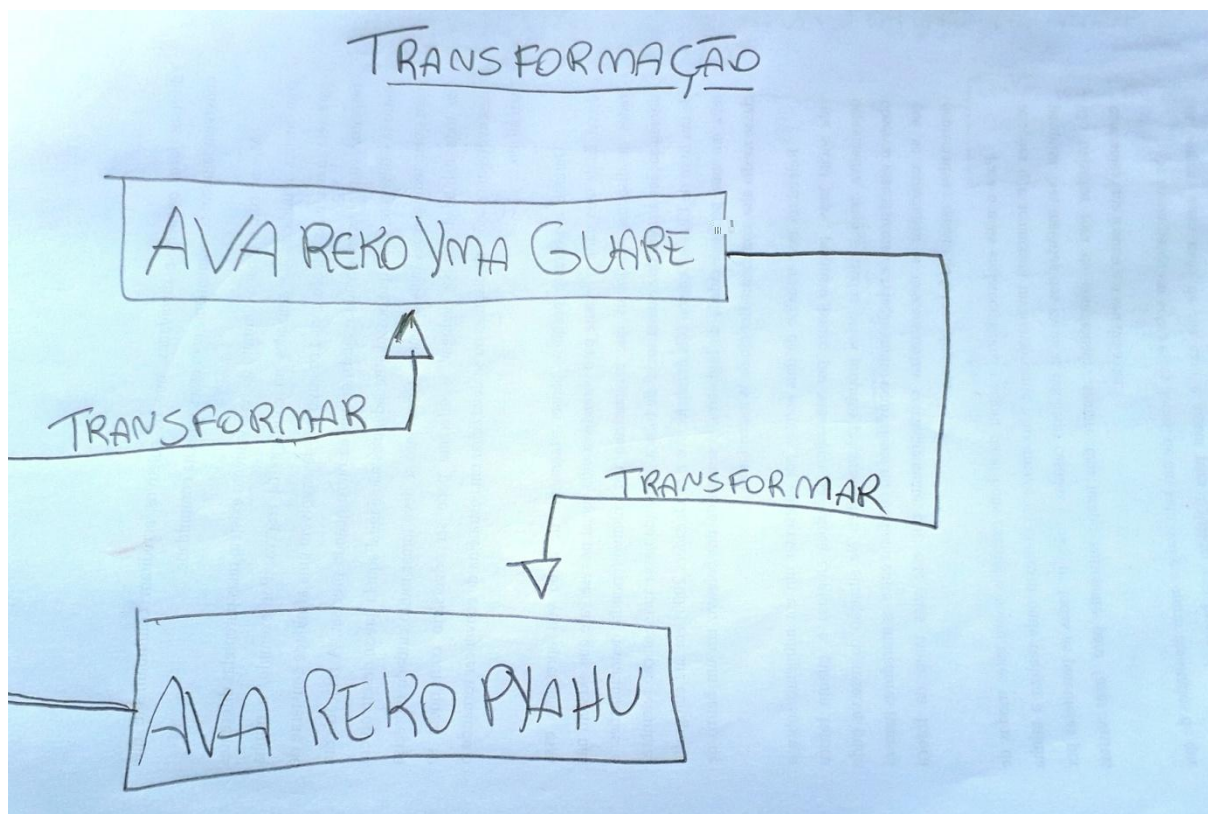 TRANSFORMAÇÃO
AVA REKO YMA GUARE
TRANSFORMAR
TRANSFORMAR
AVA REKO PYAHU